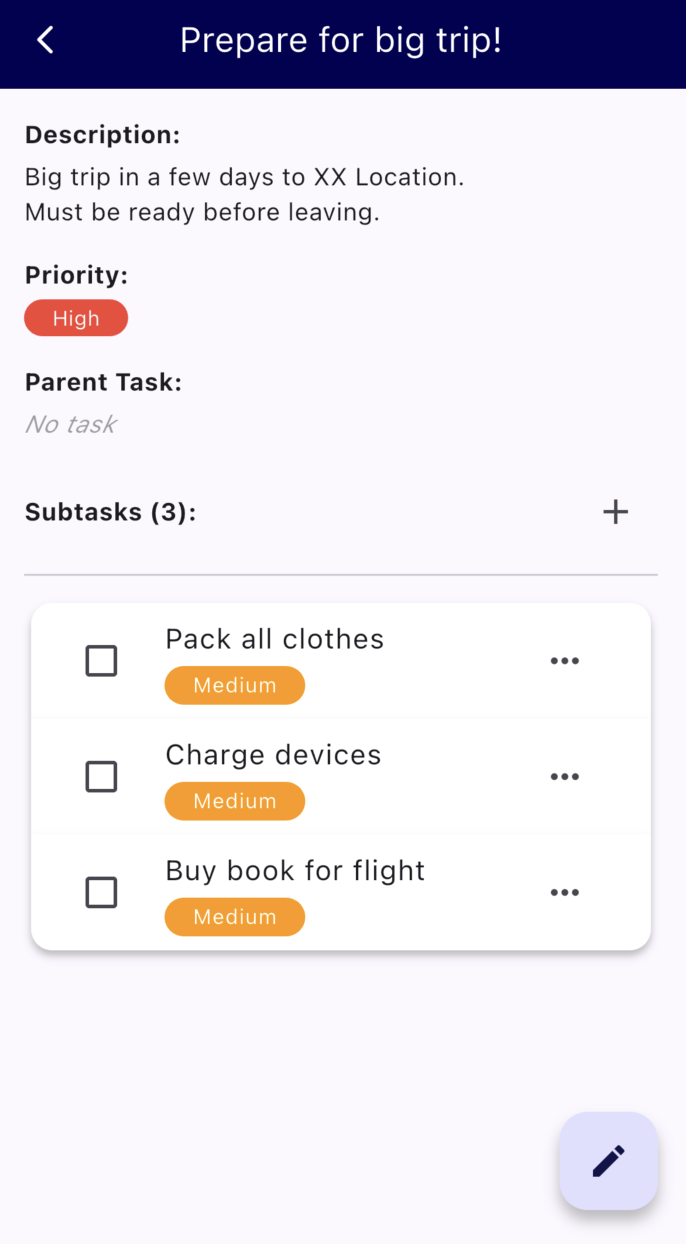 Prepare for big trip!
Description:
Big trip in a few days to XX Location.
Must be ready before leaving.
Priority:
High
Parent Task:
No task
Subtasks (3):
Pack all clothes
Medium
Charge devices
Medium
Buy book for flight
Medium